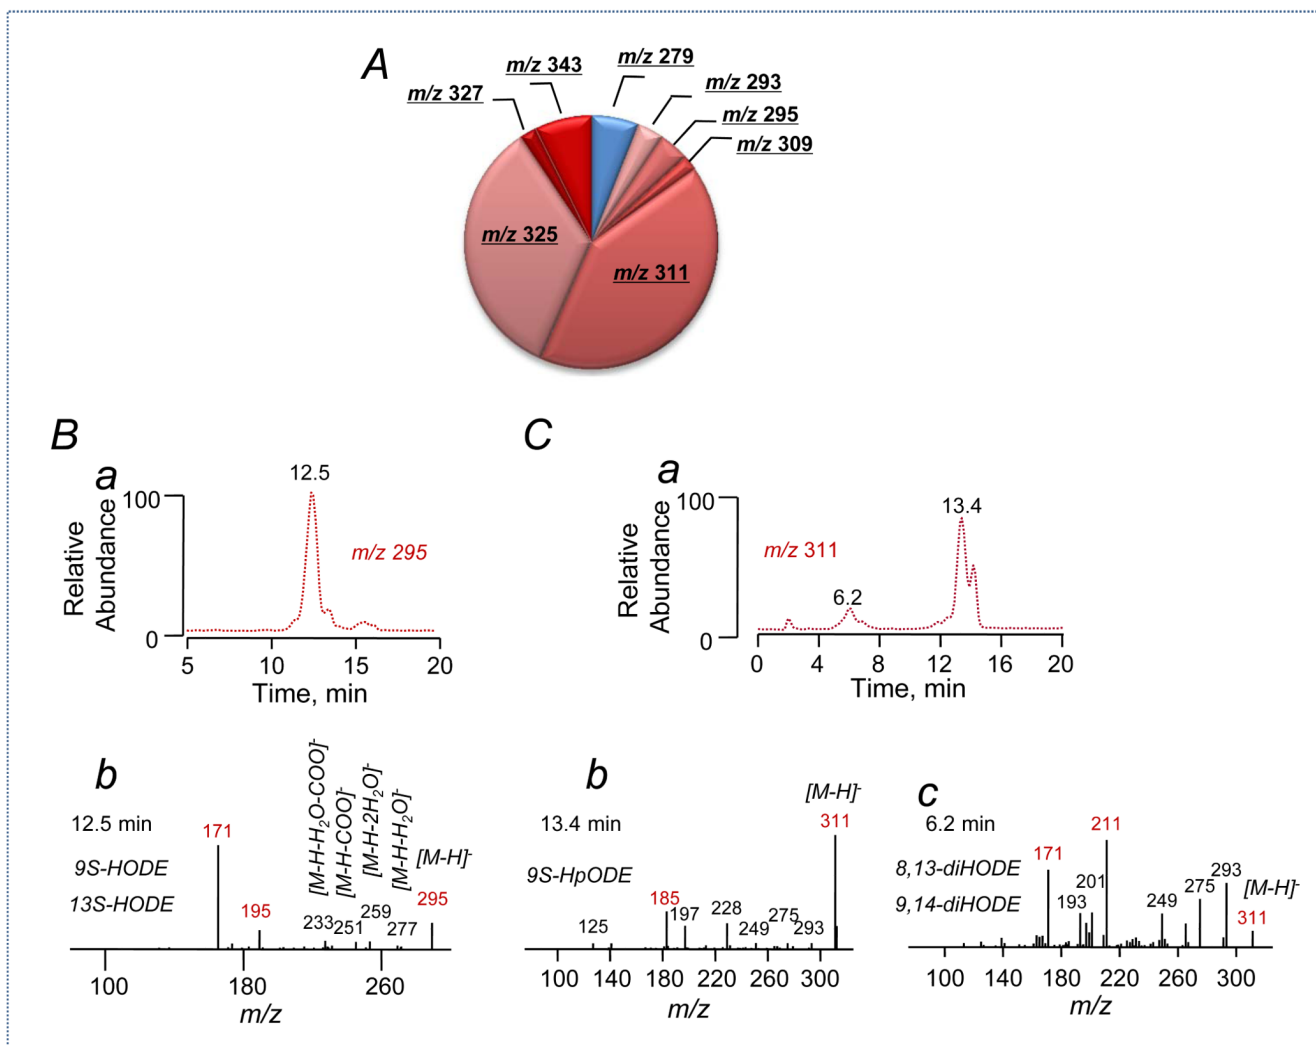 A
m/z 279
m/z 343
m/z 293
m/z 327
m/z 295
m/z 309
m/z 325
m/z 311
B
a
Relative
Abundance
100
0
12.5
m/z 295
5 10 15 20
Time, min
C
a
Relative
Abundance
100
0
13.4
m/z 311
6.2
0 4 8 12 16 20
Time, min
b
12.5 min
9S-HODE
13S-HODE
171
195
233
251
259
277
295
[M-H-H2O-COO]-
[M-H-COO]-
[M-H-2H2O]-
[M-H-H2O]-
[M-H]-
100 180 260
m/z
b
13.4 min
9S-HpODE
[M-H]-
311
125
185
197
228
249
275
293
100 140 180 220 260 300
m/z
c
6.2 min
8,13-diHODE
9,14-diHODE
171
193
201
211
249
275
293
[M-H]-
311
100 140 180 220 260 300
m/z